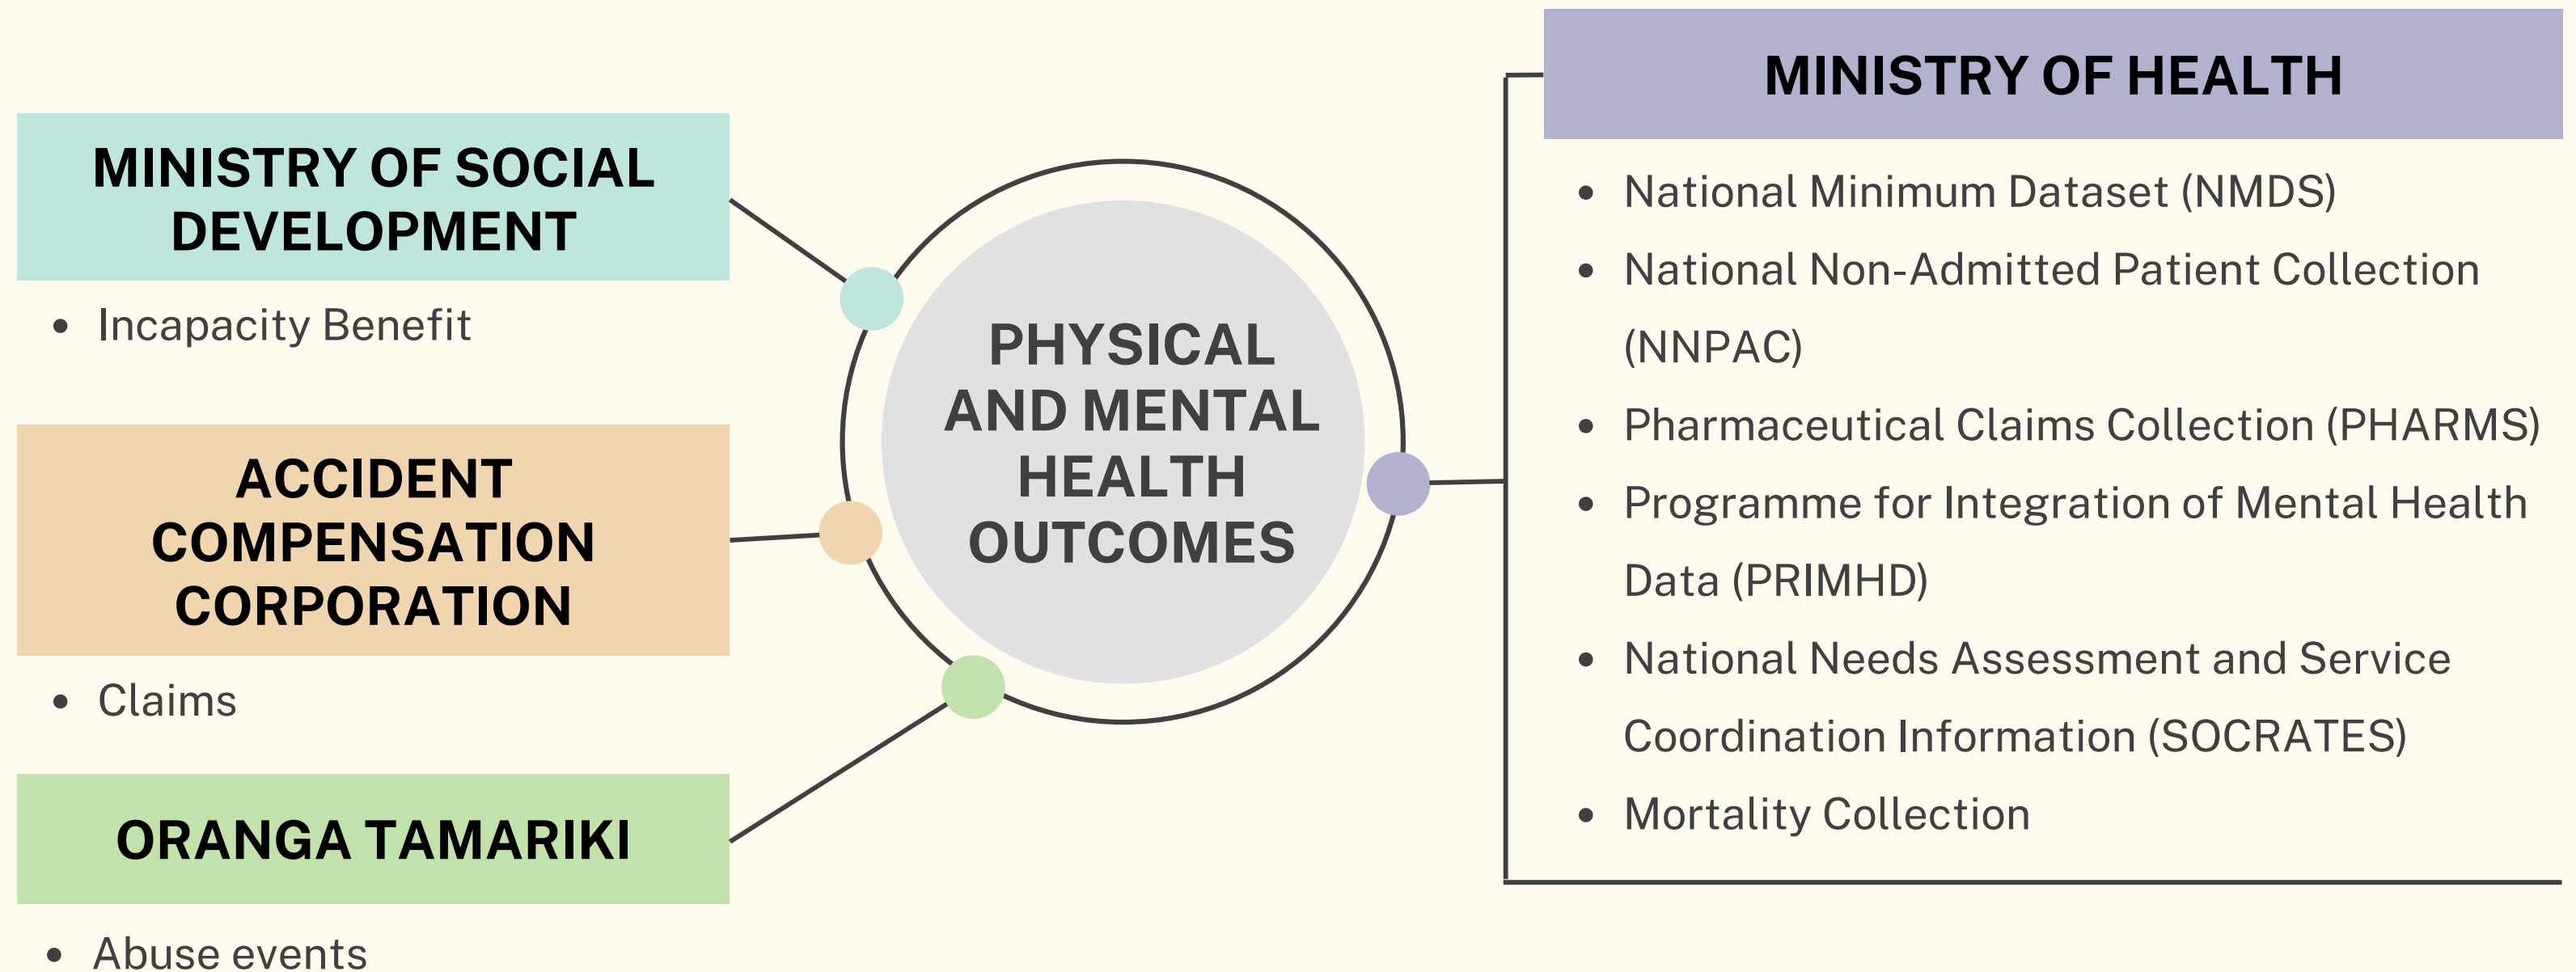 MINISTRY OF SOCIAL
DEVELOPMENT
• Incapacity Benefit
ACCIDENT
COMPENSATION
CORPORATION
• Claims
ORANGA TAMARIKI
• Abuse events
PHYSICAL
AND MENTAL
HEALTH
OUTCOMES
MINISTRY OF HEALTH
• National Minimum Dataset (NMDS)
• National Non-Admitted Patient Collection
(NNPAC)
• Pharmaceutical Claims Collection (PHARMS)
• Programme for Integration of Mental Health
Data (PRIMHD)
• National Needs Assessment and Service
Coordination Information (SOCRATES)
• Mortality Collection